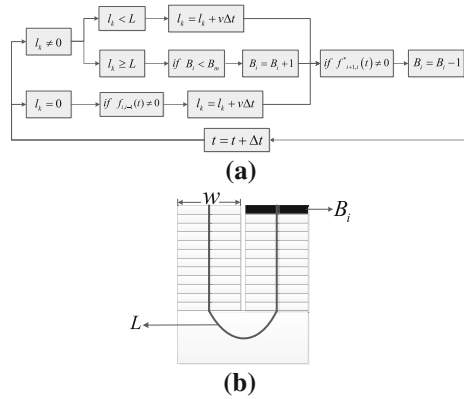 l_k ≠ 0
l_k < L
l_k = l_k + vΔt
l_k ≥ L
if B_i < B_m
B_i = B_i + 1
if f″_{i+1,i}(t) ≠ 0
B_i = B_i − 1
l_k = 0
if f_{i,i−1}(t) ≠ 0
l_k = l_k + vΔt
t = t + Δt
(a)
w
B_i
L
(b)